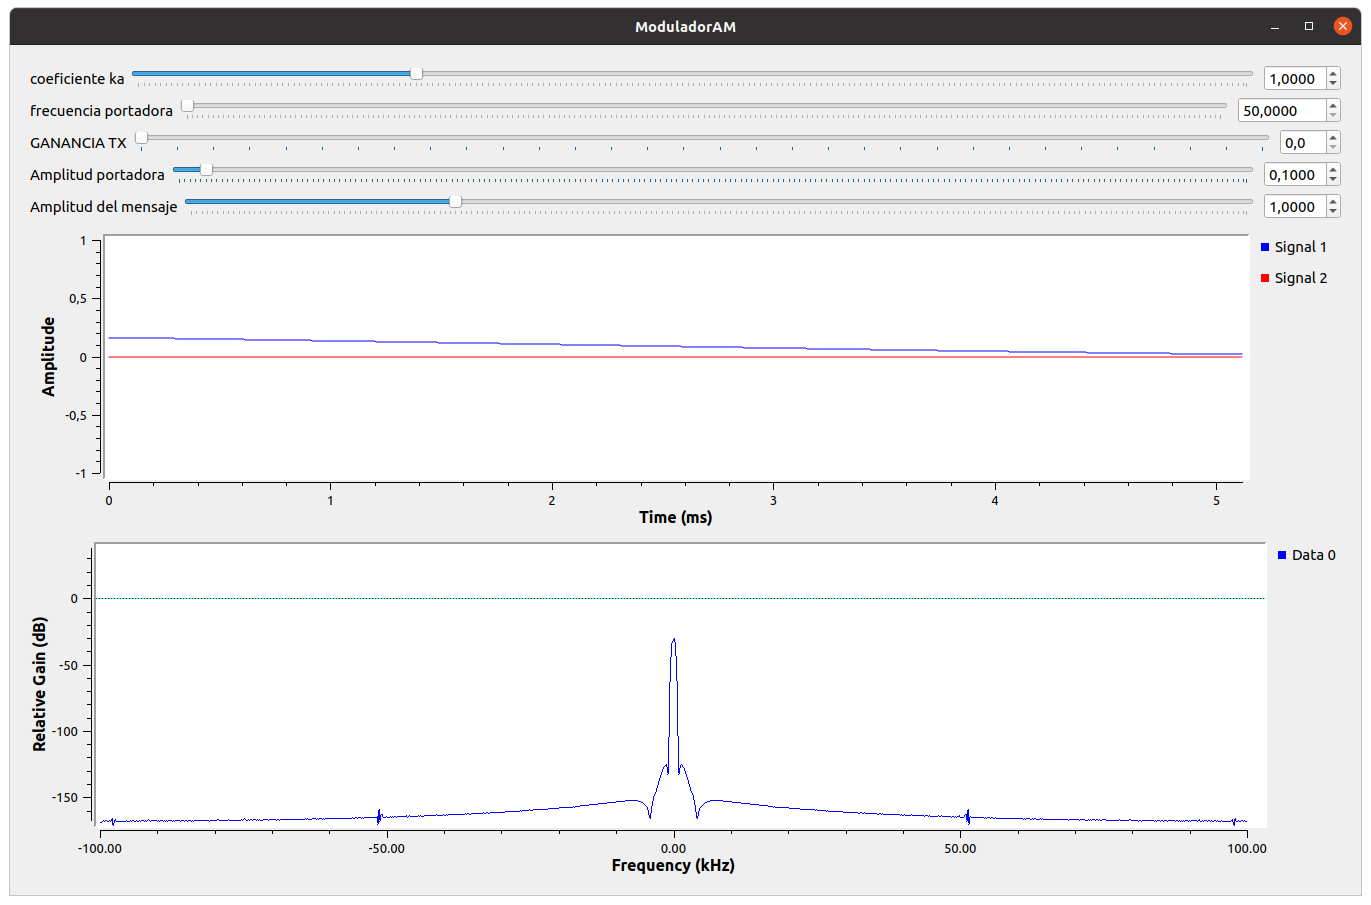 ModuladorAM
coeficiente ka 1,0000
frecuencia portadora 50,0000
GANANCIA TX 0,0
Amplitud portadora 0,1000
Amplitud del mensaje 1,0000
Signal 1
Signal 2
Amplitude
1
0,5
0
-0,5
-1
0 1 2 3 4 5
Time (ms)
Data 0
Relative Gain (dB)
0
-50
-100
-150
-100.00 -50.00 0.00 50.00 100.00
Frequency (kHz)